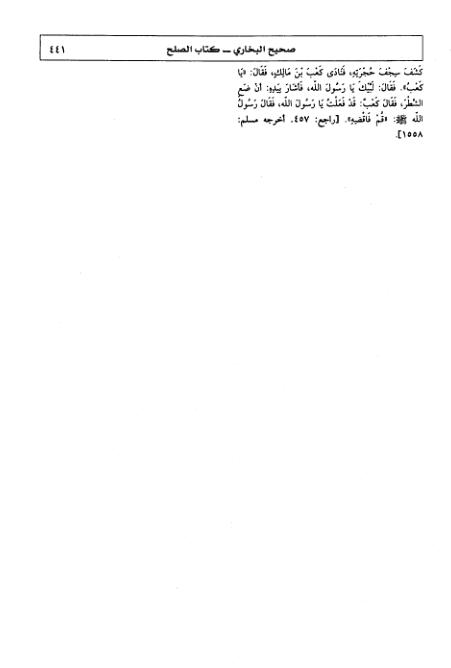 صحيح البخاري ــ كتاب الصلح ٤٤١
كَشَفَ سِجْفَ حُجْرَتِهِ، فَنَادَى كَعْبَ بْنَ مَالِكٍ، فَقَالَ: «يَا
كَعْبُ». فَقَالَ: لَبَّيْكَ يَا رَسُولَ اللّه، فَأَشَارَ بِيَدِهِ: أَنْ ضَعِ
الشَّطْرَ، فَقَالَ كَعْبٌ: قَدْ فَعَلْتُ يَا رَسُولَ اللّه، فَقَالَ رَسُولُ
اللّه ﷺ: «قُمْ فَاقْضِهِ». [راجع: ٤٥٧. أخرجه مسلم:
١٥٥٨].